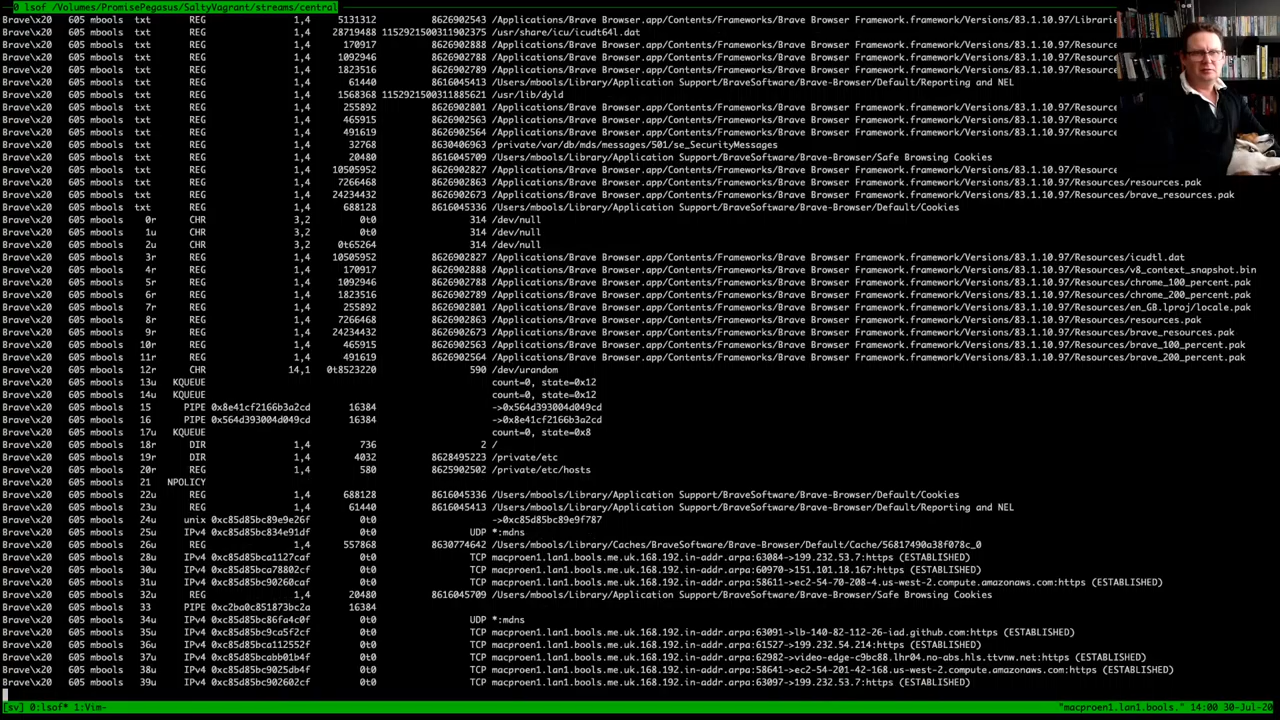 0 lsof /Volumes/PromisePegasus/SaltyVagrant/streams/central
Brave\x20 605 mbools txt REG 1,4 5131312 8626902543 /Applications/Brave Browser.app/Contents/Frameworks/Brave Browser Framework.framework/Versions/83.1.10.97/Librarie
Brave\x20 605 mbools txt REG 1,4 28719488 1152921500311902375 /usr/share/icu/icudt64l.dat
Brave\x20 605 mbools txt REG 1,4 170917 8626902888 /Applications/Brave Browser.app/Contents/Frameworks/Brave Browser Framework.framework/Versions/83.1.10.97/Resource
Brave\x20 605 mbools txt REG 1,4 1092946 8626902788 /Applications/Brave Browser.app/Contents/Frameworks/Brave Browser Framework.framework/Versions/83.1.10.97/Resource
Brave\x20 605 mbools txt REG 1,4 1823516 8626902789 /Applications/Brave Browser.app/Contents/Frameworks/Brave Browser Framework.framework/Versions/83.1.10.97/Resource
Brave\x20 605 mbools txt REG 1,4 61440 8616045413 /Users/mbools/Library/Application Support/BraveSoftware/Brave-Browser/Default/Reporting and NEL
Brave\x20 605 mbools txt REG 1,4 1568368 1152921500311885621 /usr/lib/dyld
Brave\x20 605 mbools txt REG 1,4 255892 8626902801 /Applications/Brave Browser.app/Contents/Frameworks/Brave Browser Framework.framework/Versions/83.1.10.97/Resource
Brave\x20 605 mbools txt REG 1,4 465915 8626902563 /Applications/Brave Browser.app/Contents/Frameworks/Brave Browser Framework.framework/Versions/83.1.10.97/Resource
Brave\x20 605 mbools txt REG 1,4 491619 8626902564 /Applications/Brave Browser.app/Contents/Frameworks/Brave Browser Framework.framework/Versions/83.1.10.97/Resource
Brave\x20 605 mbools txt REG 1,4 32768 8630406963 /private/var/db/mds/messages/501/se_SecurityMessages
Brave\x20 605 mbools txt REG 1,4 20480 8616045709 /Users/mbools/Library/Application Support/BraveSoftware/Brave-Browser/Safe Browsing Cookies
Brave\x20 605 mbools txt REG 1,4 10505952 8626902827 /Applications/Brave Browser.app/Contents/Frameworks/Brave Browser Framework.framework/Versions/83.1.10.97/Resource
Brave\x20 605 mbools txt REG 1,4 7266468 8626902863 /Applications/Brave Browser.app/Contents/Frameworks/Brave Browser Framework.framework/Versions/83.1.10.97/Resources/resources.pak
Brave\x20 605 mbools txt REG 1,4 24234432 8626902673 /Applications/Brave Browser.app/Contents/Frameworks/Brave Browser Framework.framework/Versions/83.1.10.97/Resources/brave_resources.pak
Brave\x20 605 mbools txt REG 1,4 688128 8616045336 /Users/mbools/Library/Application Support/BraveSoftware/Brave-Browser/Default/Cookies
Brave\x20 605 mbools 0r CHR 3,2 0t0 314 /dev/null
Brave\x20 605 mbools 1u CHR 3,2 0t0 314 /dev/null
Brave\x20 605 mbools 2u CHR 3,2 0t65264 314 /dev/null
Brave\x20 605 mbools 3r REG 1,4 10505952 8626902827 /Applications/Brave Browser.app/Contents/Frameworks/Brave Browser Framework.framework/Versions/83.1.10.97/Resources/icudtl.dat
Brave\x20 605 mbools 4r REG 1,4 170917 8626902888 /Applications/Brave Browser.app/Contents/Frameworks/Brave Browser Framework.framework/Versions/83.1.10.97/Resources/v8_context_snapshot.bin
Brave\x20 605 mbools 5r REG 1,4 1092946 8626902788 /Applications/Brave Browser.app/Contents/Frameworks/Brave Browser Framework.framework/Versions/83.1.10.97/Resources/chrome_100_percent.pak
Brave\x20 605 mbools 6r REG 1,4 1823516 8626902789 /Applications/Brave Browser.app/Contents/Frameworks/Brave Browser Framework.framework/Versions/83.1.10.97/Resources/chrome_200_percent.pak
Brave\x20 605 mbools 7r REG 1,4 255892 8626902801 /Applications/Brave Browser.app/Contents/Frameworks/Brave Browser Framework.framework/Versions/83.1.10.97/Resources/en_GB.lproj/locale.pak
Brave\x20 605 mbools 8r REG 1,4 7266468 8626902863 /Applications/Brave Browser.app/Contents/Frameworks/Brave Browser Framework.framework/Versions/83.1.10.97/Resources/resources.pak
Brave\x20 605 mbools 9r REG 1,4 24234432 8626902673 /Applications/Brave Browser.app/Contents/Frameworks/Brave Browser Framework.framework/Versions/83.1.10.97/Resources/brave_resources.pak
Brave\x20 605 mbools 10r REG 1,4 465915 8626902563 /Applications/Brave Browser.app/Contents/Frameworks/Brave Browser Framework.framework/Versions/83.1.10.97/Resources/brave_100_percent.pak
Brave\x20 605 mbools 11r REG 1,4 491619 8626902564 /Applications/Brave Browser.app/Contents/Frameworks/Brave Browser Framework.framework/Versions/83.1.10.97/Resources/brave_200_percent.pak
Brave\x20 605 mbools 12r CHR 14,1 0t8523220 590 /dev/urandom
Brave\x20 605 mbools 13u KQUEUE count=0, state=0x12
Brave\x20 605 mbools 14u KQUEUE count=0, state=0x12
Brave\x20 605 mbools 15 PIPE 0x8e41cf2166b3a2cd 16384 ->0x564d393004d049cd
Brave\x20 605 mbools 16 PIPE 0x564d393004d049cd 16384 ->0x8e41cf2166b3a2cd
Brave\x20 605 mbools 17u KQUEUE count=0, state=0x8
Brave\x20 605 mbools 18r DIR 1,4 736 2 /
Brave\x20 605 mbools 19r DIR 1,4 4032 8628495223 /private/etc
Brave\x20 605 mbools 20r REG 1,4 580 8625902502 /private/etc/hosts
Brave\x20 605 mbools 21 NPOLICY
Brave\x20 605 mbools 22u REG 1,4 688128 8616045336 /Users/mbools/Library/Application Support/BraveSoftware/Brave-Browser/Default/Cookies
Brave\x20 605 mbools 23u REG 1,4 61440 8616045413 /Users/mbools/Library/Application Support/BraveSoftware/Brave-Browser/Default/Reporting and NEL
Brave\x20 605 mbools 24u unix 0xc85d85bc89e9e26f 0t0 ->0xc85d85bc89e9f787
Brave\x20 605 mbools 25u IPv4 0xc85d85bc834e91df 0t0 UDP *:mdns
Brave\x20 605 mbools 26u REG 1,4 557868 8630774642 /Users/mbools/Library/Caches/BraveSoftware/Brave-Browser/Default/Cache/56817490a38f078c_0
Brave\x20 605 mbools 28u IPv4 0xc85d85bca1127caf 0t0 TCP macproen1.lan1.bools.me.uk.168.192.in-addr.arpa:63084->199.232.53.7:https (ESTABLISHED)
Brave\x20 605 mbools 30u IPv4 0xc85d85bca78802cf 0t0 TCP macproen1.lan1.bools.me.uk.168.192.in-addr.arpa:60970->151.101.18.167:https (ESTABLISHED)
Brave\x20 605 mbools 31u IPv4 0xc85d85bc90260caf 0t0 TCP macproen1.lan1.bools.me.uk.168.192.in-addr.arpa:58611->ec2-54-70-208-4.us-west-2.compute.amazonaws.com:https (ESTABLISHED)
Brave\x20 605 mbools 32u REG 1,4 20480 8616045709 /Users/mbools/Library/Application Support/BraveSoftware/Brave-Browser/Safe Browsing Cookies
Brave\x20 605 mbools 33 PIPE 0xc2ba0c851873bc2a 16384
Brave\x20 605 mbools 34u IPv4 0xc85d85bc86fa4c0f 0t0 UDP *:mdns
Brave\x20 605 mbools 35u IPv4 0xc85d85bc9ca5f2cf 0t0 TCP macproen1.lan1.bools.me.uk.168.192.in-addr.arpa:63091->lb-140-82-112-26-iad.github.com:https (ESTABLISHED)
Brave\x20 605 mbools 36u IPv4 0xc85d85bca112552f 0t0 TCP macproen1.lan1.bools.me.uk.168.192.in-addr.arpa:61527->199.232.54.214:https (ESTABLISHED)
Brave\x20 605 mbools 37u IPv4 0xc85d85bcabb01b4f 0t0 TCP macproen1.lan1.bools.me.uk.168.192.in-addr.arpa:62982->video-edge-c9bc88.lhr04.no-abs.hls.ttvnw.net:https (ESTABLISHED)
Brave\x20 605 mbools 38u IPv4 0xc85d85bc9025db4f 0t0 TCP macproen1.lan1.bools.me.uk.168.192.in-addr.arpa:58641->ec2-54-201-42-168.us-west-2.compute.amazonaws.com:https (ESTABLISHED)
Brave\x20 605 mbools 39u IPv4 0xc85d85bc902602cf 0t0 TCP macproen1.lan1.bools.me.uk.168.192.in-addr.arpa:63097->199.232.53.7:https (ESTABLISHED)
[sv] 0:lsof* 1:Vim- "macproen1.lan1.bools." 14:00 30-Jul-20